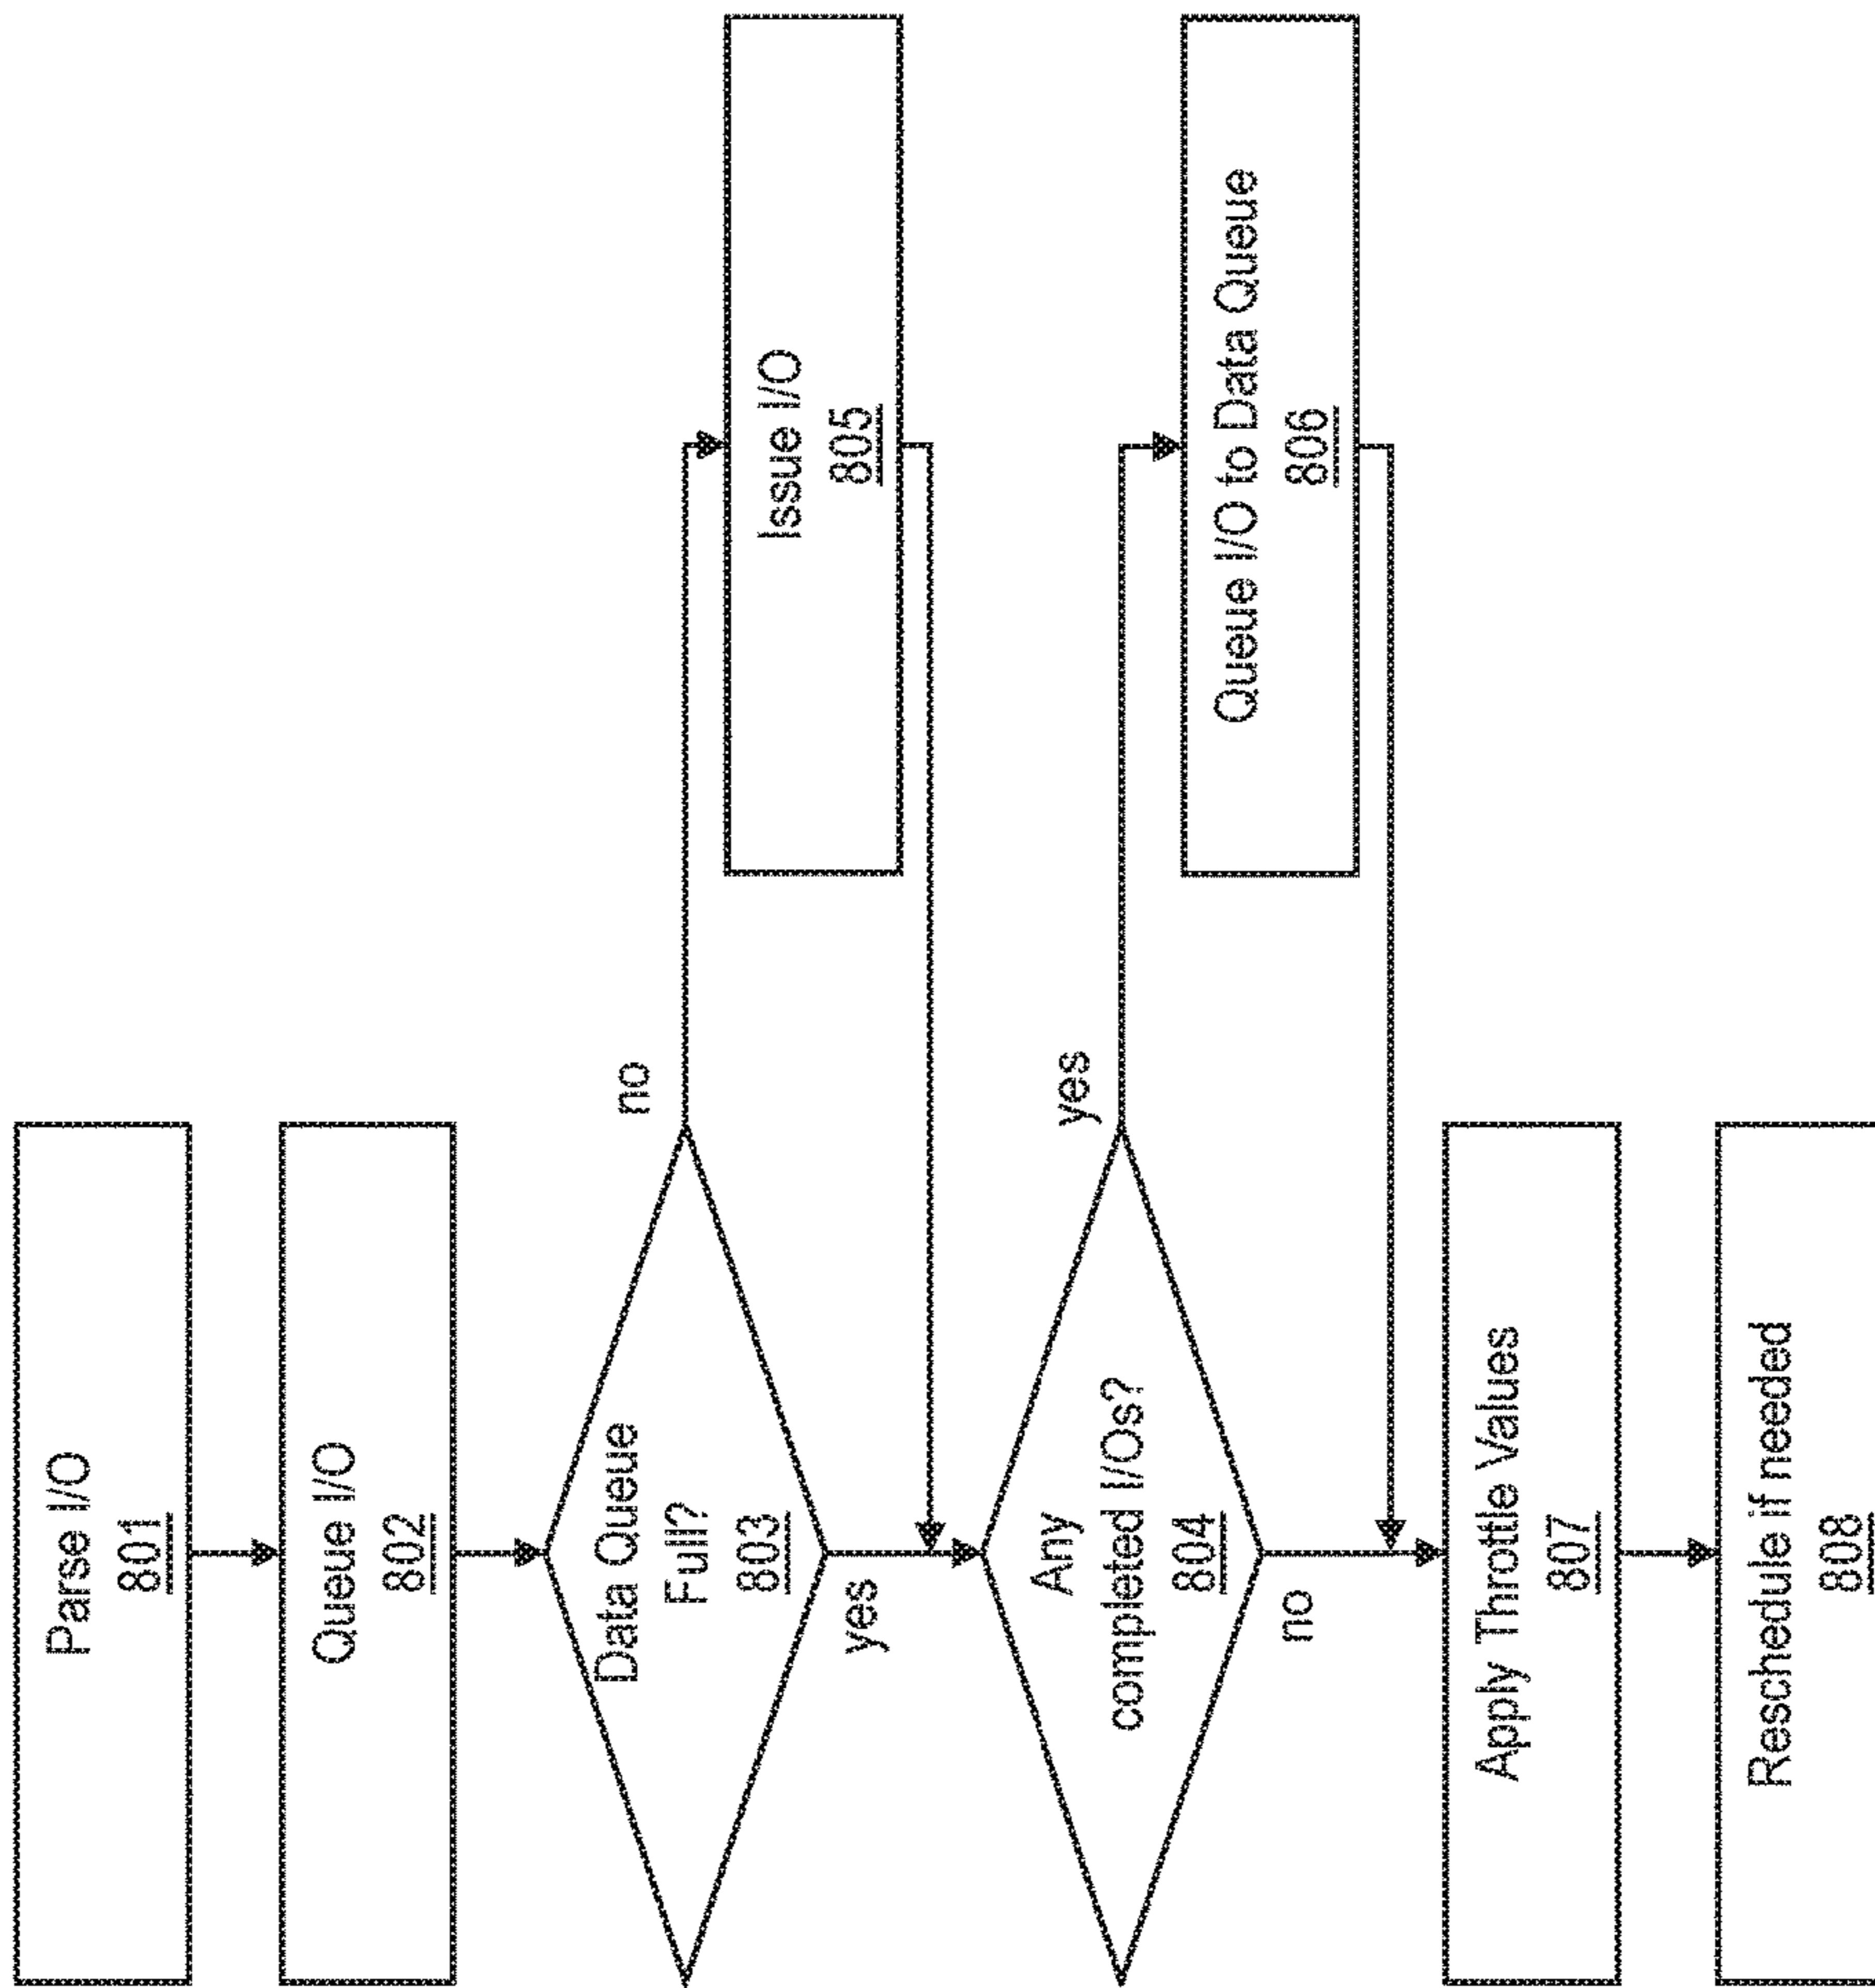 Parse I/O
801
Queue I/O
802
Data Queue
Full?
803
no
yes
Issue I/O
805
Any
completed I/Os?
804
yes
no
Queue I/O to Data Queue
806
Apply Throttle Values
807
Reschedule if needed
808